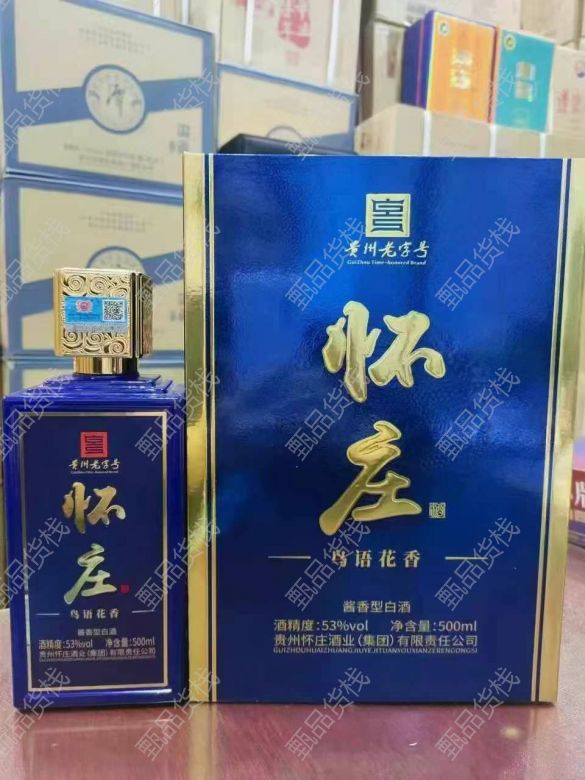 贵州老字号
GuiZhou Time-honored Brand
怀
庄
鸟语花香
酱香型白酒
酒精度:53%vol 净含量:500ml
贵州怀庄酒业(集团)有限责任公司
GUIZHOUHUAIZHUANGJIUYEJITUANYOUXIANZERENGONGSI
贵州老字号
怀
庄
鸟语花香
酱香型白酒
酒精度:53%vol 净含量:500ml
贵州怀庄酒业(集团)有限责任公司
甄品货栈